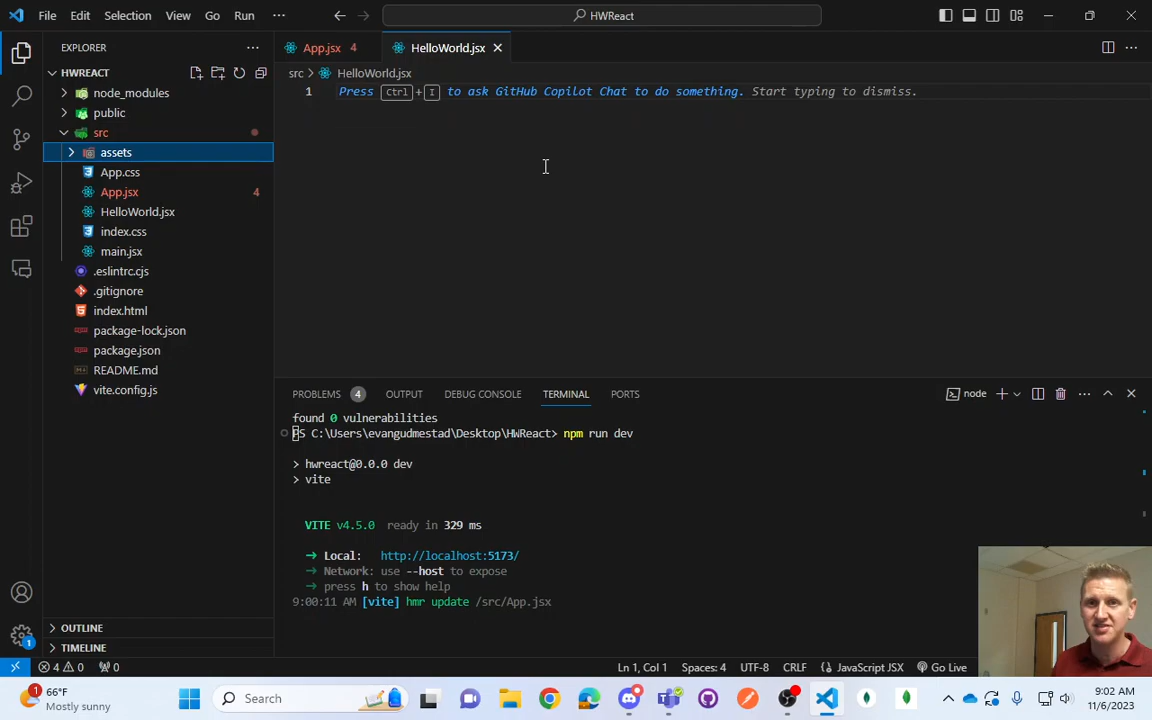 File Edit Selection View Go Run ··· HWReact
EXPLORER ···
App.jsx 4 HelloWorld.jsx
HWREACT
src > HelloWorld.jsx
node_modules
public
src
assets
App.css
App.jsx 4
HelloWorld.jsx
index.css
main.jsx
.eslintrc.cjs
.gitignore
index.html
package-lock.json
package.json
README.md
vite.config.js
OUTLINE
TIMELINE
1 Press Ctrl+I to ask GitHub Copilot Chat to do something. Start typing to dismiss.
PROBLEMS 4 OUTPUT DEBUG CONSOLE TERMINAL PORTS node
found 0 vulnerabilities
PS C:\Users\evangudmestad\Desktop\HWReact> npm run dev
> hwreact@0.0.0 dev
> vite
VITE v4.5.0 ready in 329 ms
➜ Local: http://localhost:5173/
➜ Network: use --host to expose
➜ press h to show help
9:00:11 AM [vite] hmr update /src/App.jsx
1
4 0 0 Ln 1, Col 1 Spaces: 4 UTF-8 CRLF JavaScript JSX Go Live
1 66°F
Mostly sunny
Search
9:02 AM
11/6/2023